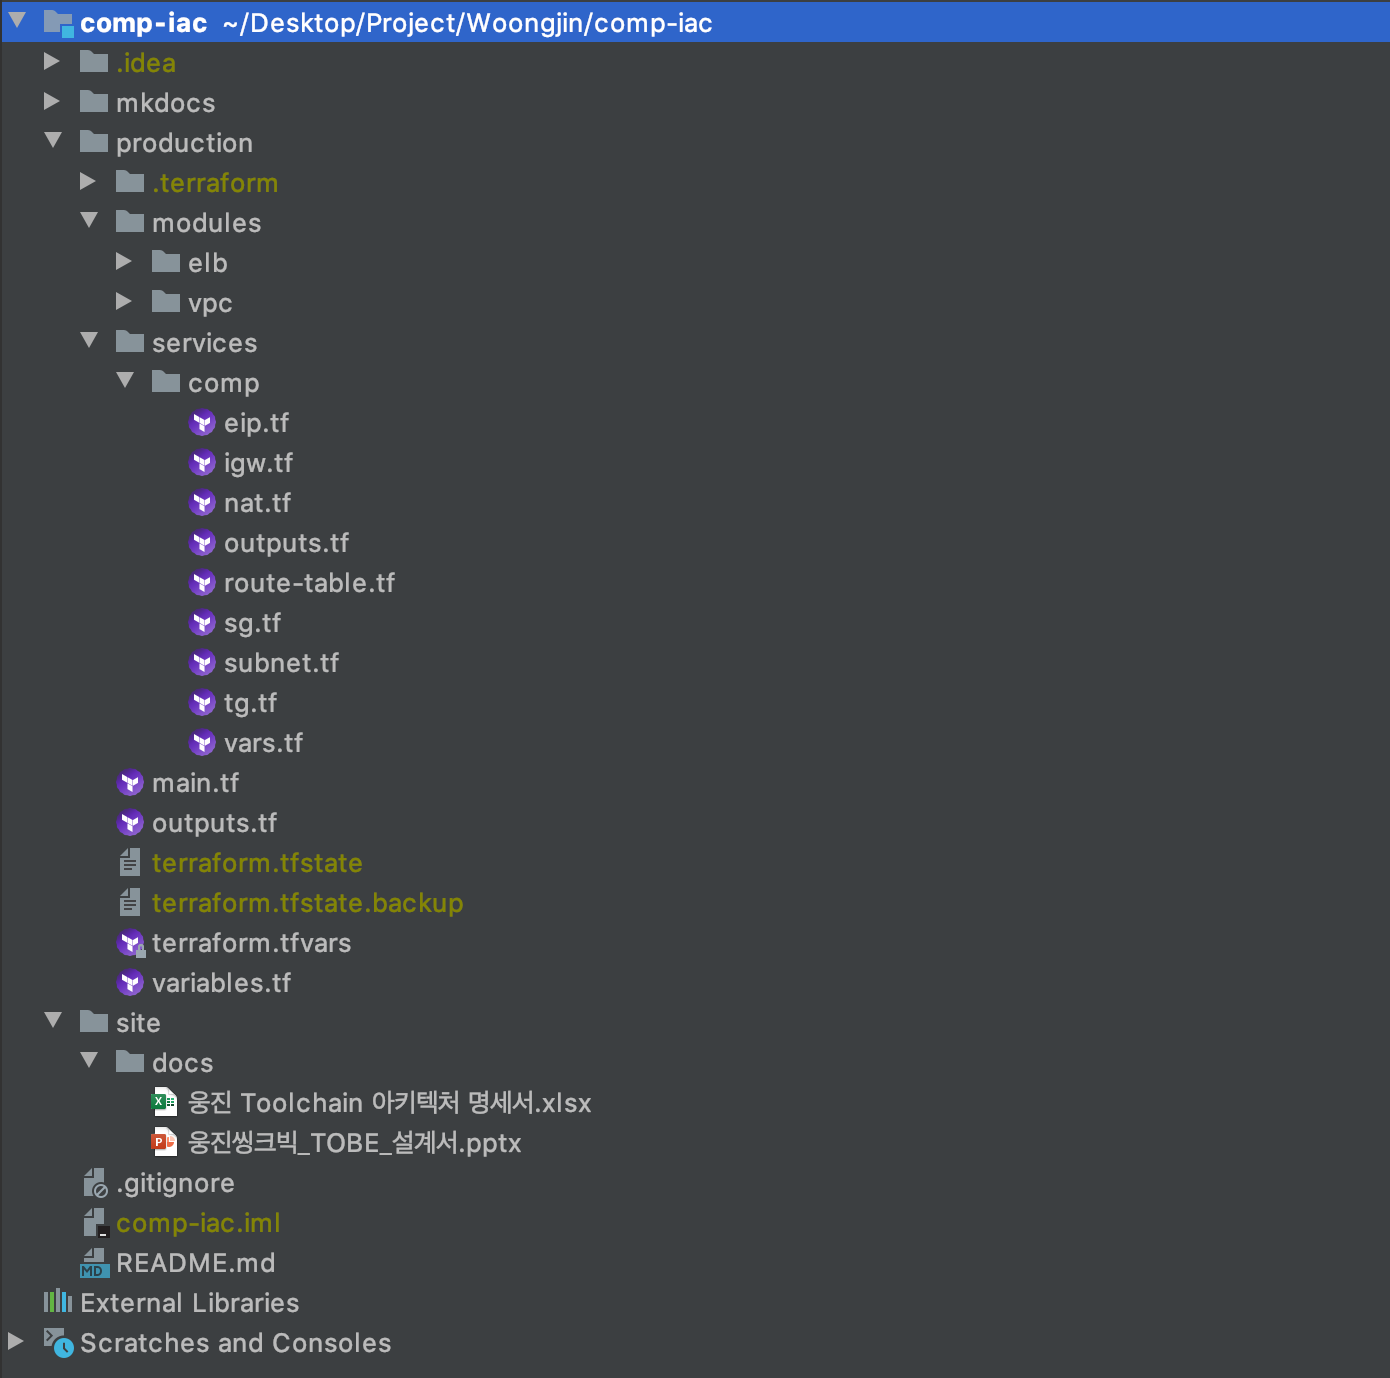 comp-iac ~/Desktop/Project/Woongjin/comp-iac
.idea
mkdocs
production
.terraform
modules
elb
vpc
services
comp
eip.tf
igw.tf
nat.tf
outputs.tf
route-table.tf
sg.tf
subnet.tf
tg.tf
vars.tf
main.tf
outputs.tf
terraform.tfstate
terraform.tfstate.backup
terraform.tfvars
variables.tf
site
docs
웅진 Toolchain 아키텍처 명세서.xlsx
웅진씽크빅_TOBE_설계서.pptx
.gitignore
comp-iac.iml
README.md
External Libraries
Scratches and Consoles